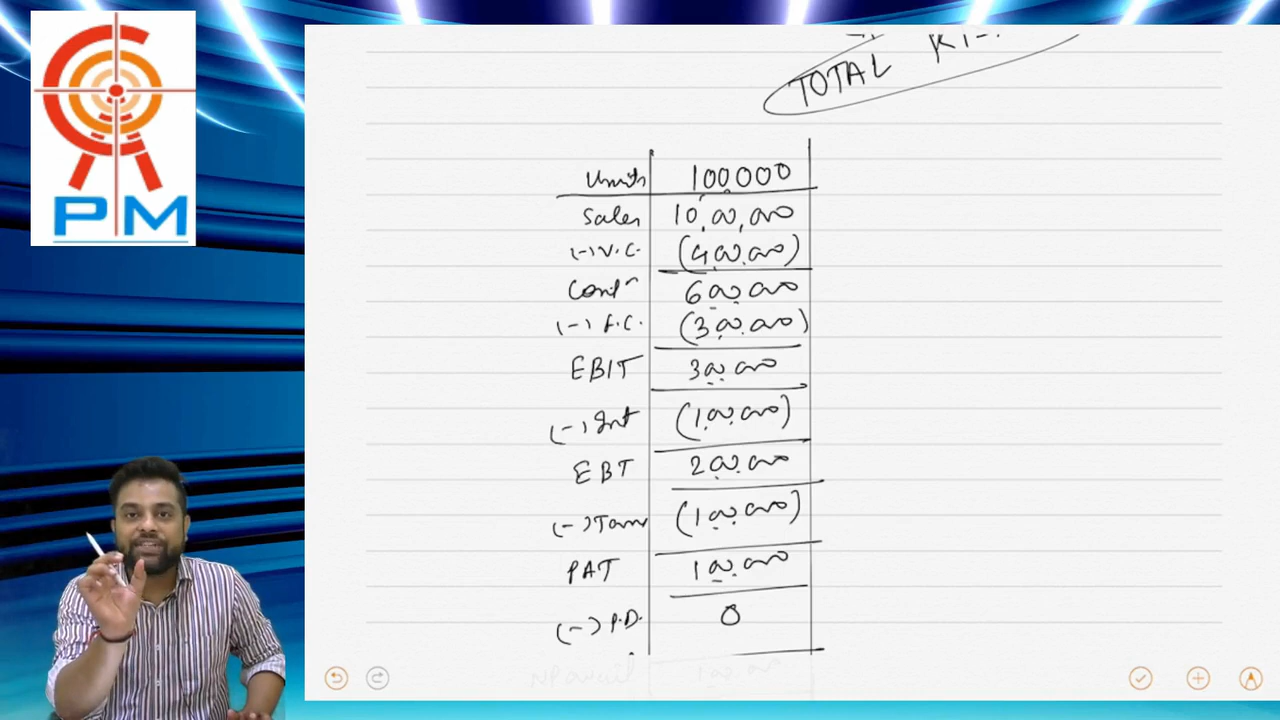 TOTAL
PM
Units 100000
Sales 10,00,000
(-) V.C. (4,00,000)
Contn 6,00,000
(-) F.C. (3,00,000)
EBIT 3,00,000
(-) Int (1,00,000)
EBT 2,00,000
(-) (1,00,000)
PAT 1,00,000
(-) P.D. 0